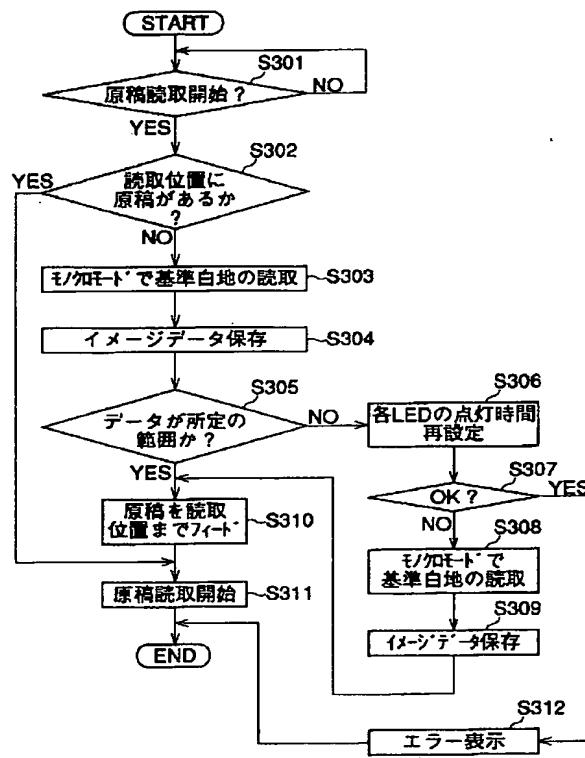 START
S301
原稿読取開始?
NO
YES
S302
YES
読取位置に
原稿があるか
?
NO
モノクロモードで基準白地の読取
S303
イメージデータ保存
S304
S305
データが所定の
範囲か?
NO
YES
S306
各LEDの点灯時間
再設定
S307
OK?
YES
NO
S308
モノクロモードで
基準白地の読取
S309
イメージデータ保存
原稿を読取
位置までフィード
S310
原稿読取開始
S311
END
S312
エラー表示